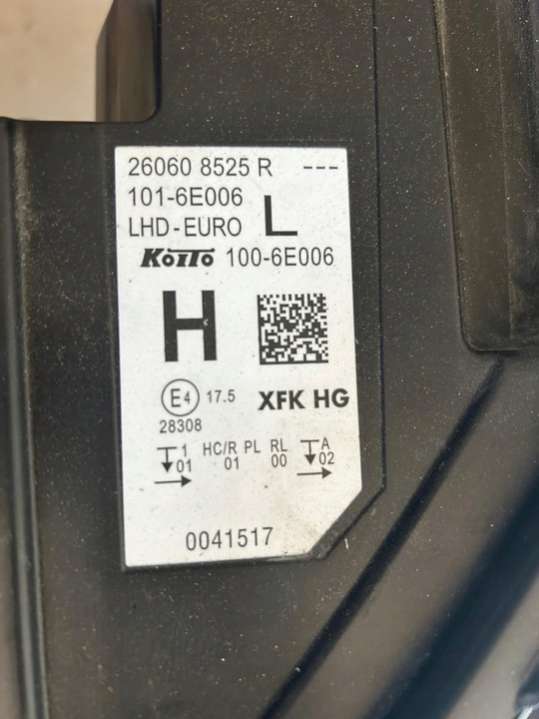 26060 8525 R ---
101-6E006
LHD-EURO L
KOITO 100-6E006
H
E4 17.5 XFK HG
28308
1 HC/R PL RL A
01 01 00 02
0041517